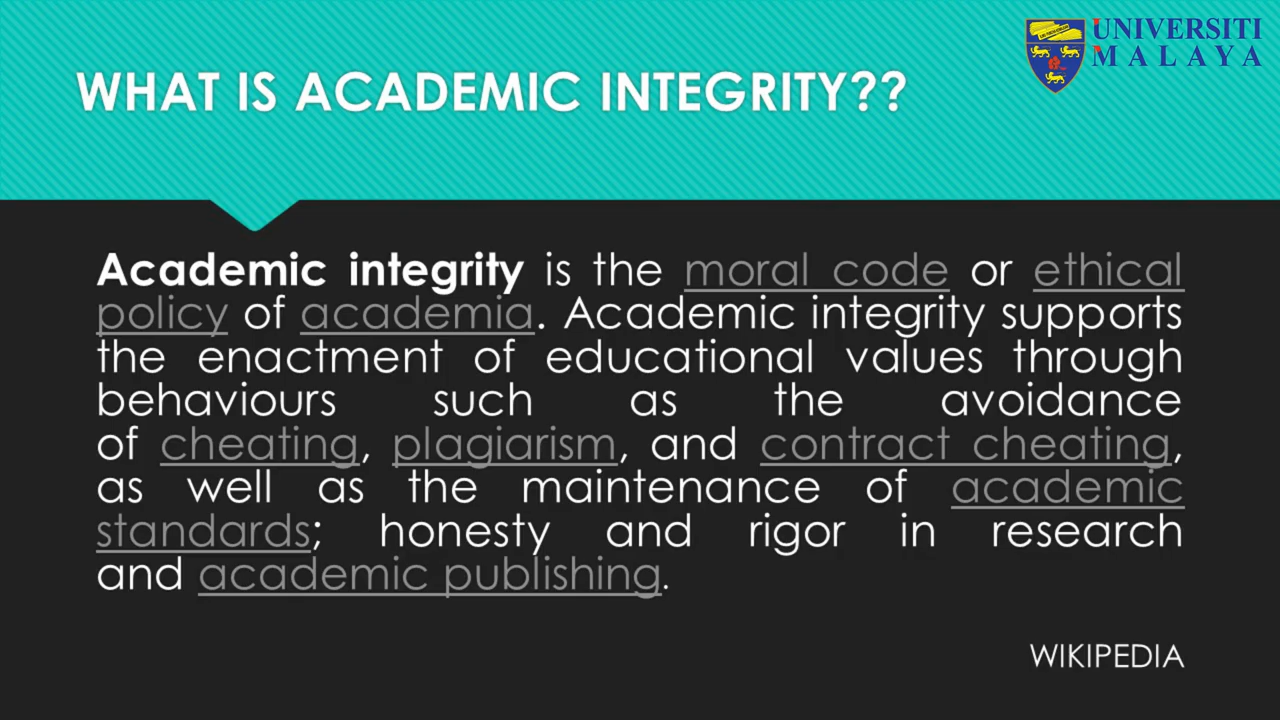 UNIVERSITI
MALAYA
WHAT IS ACADEMIC INTEGRITY??
Academic integrity is the moral code or ethical
policy of academia. Academic integrity supports
the enactment of educational values through
behaviours such as the avoidance
of cheating, plagiarism, and contract cheating,
as well as the maintenance of academic
standards; honesty and rigor in research
and academic publishing.
WIKIPEDIA